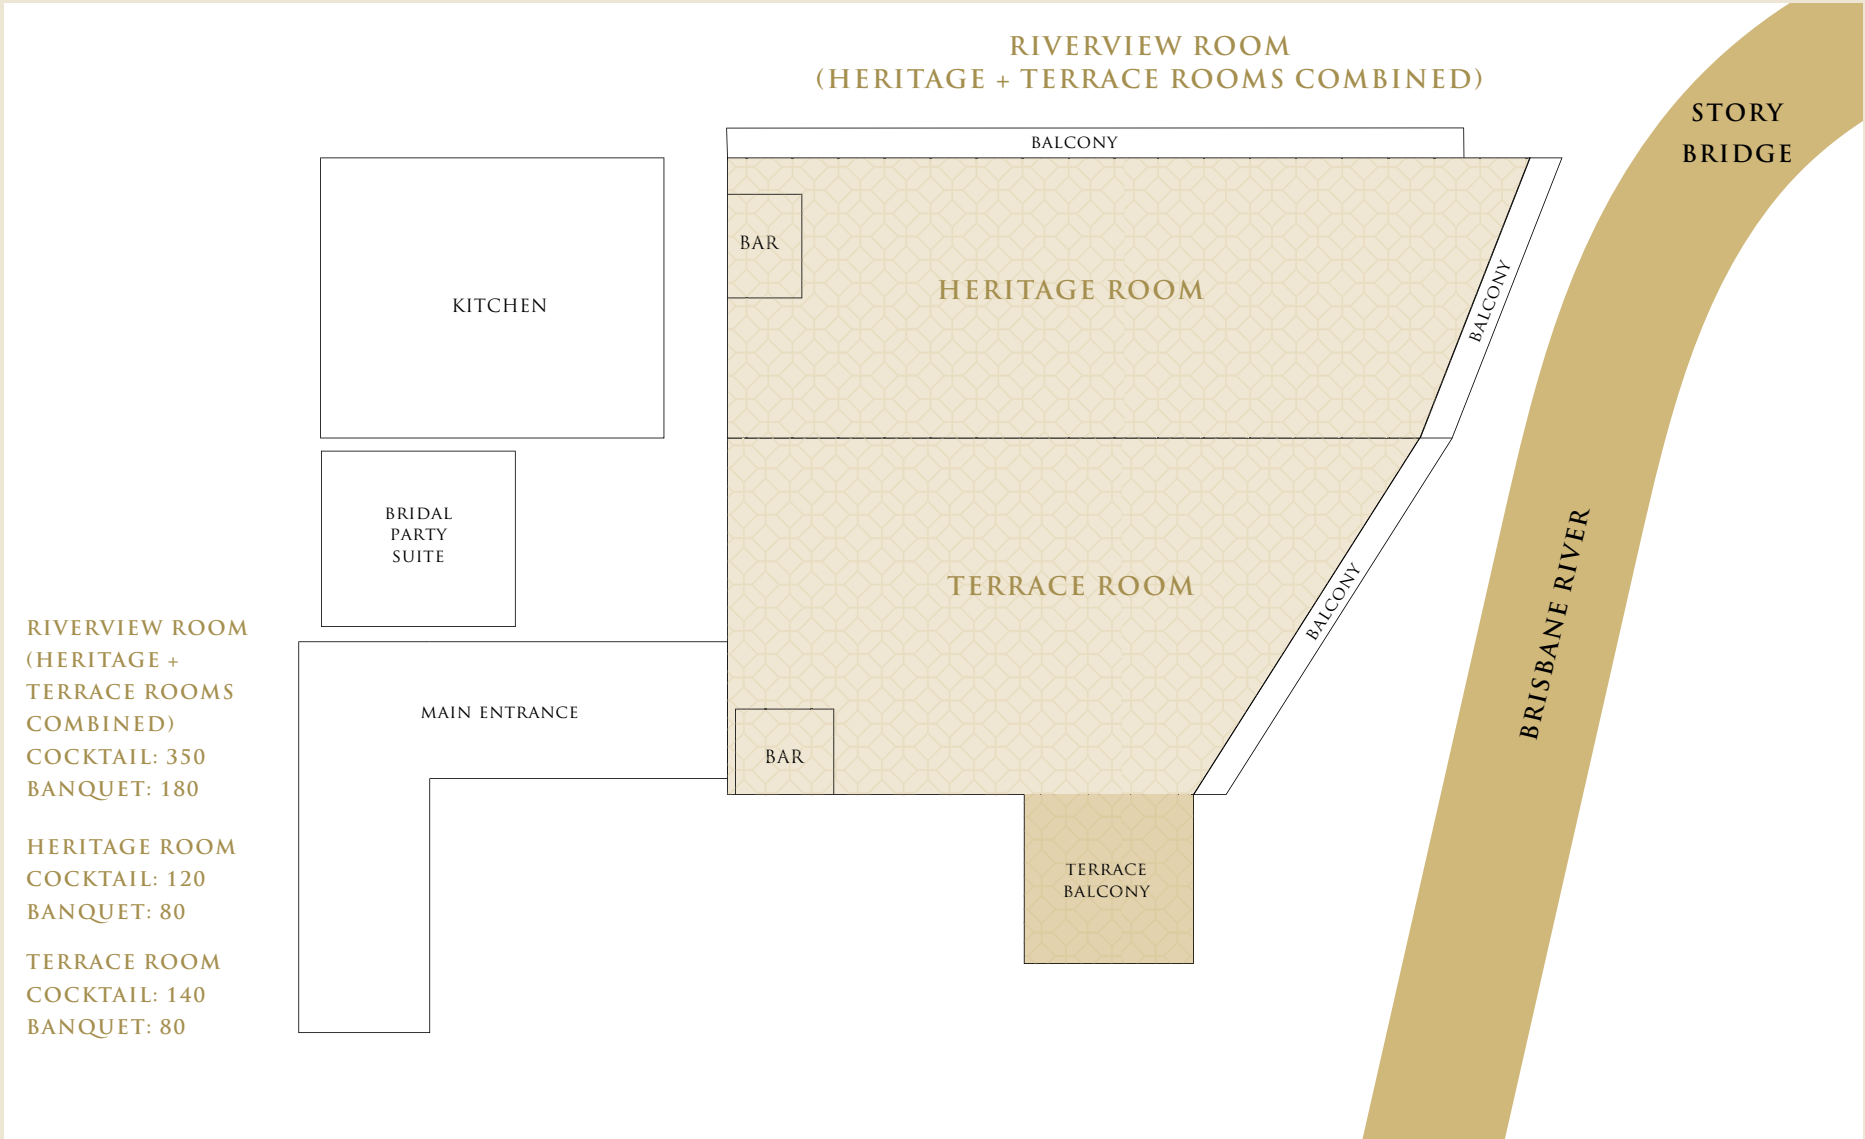 RIVERVIEW ROOM
(HERITAGE + TERRACE ROOMS COMBINED)
STORY
BRIDGE
BALCONY
BAR
HERITAGE ROOM
KITCHEN
BALCONY
BRIDAL
PARTY
SUITE
TERRACE ROOM
BALCONY
BRISBANE RIVER
MAIN ENTRANCE
BAR
TERRACE
BALCONY
RIVERVIEW ROOM
(HERITAGE +
TERRACE ROOMS
COMBINED)
COCKTAIL: 350
BANQUET: 180
HERITAGE ROOM
COCKTAIL: 120
BANQUET: 80
TERRACE ROOM
COCKTAIL: 140
BANQUET: 80